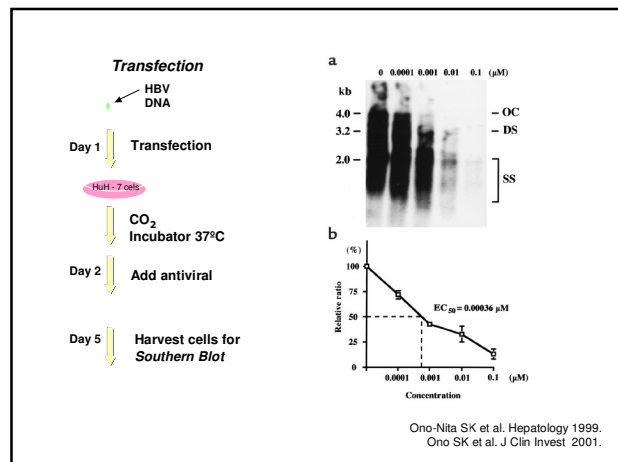 Transfection
HBV
DNA
Day 1
Transfection
HuH - 7 cells
CO2
Incubator 37ºC
Day 2
Add antiviral
Day 5
Harvest cells for
Southern Blot
a
0 0.0001 0.001 0.01 0.1 (µM)
kb
4.0 OC
3.2 DS
2.0
SS
b
(%)
100
75
50
25
0
Relative ratio
EC50 = 0.00036 µM
0.0001 0.001 0.01 0.1 (µM)
Concentration
Ono-Nita SK et al. Hepatology 1999.
Ono SK et al. J Clin Invest 2001.